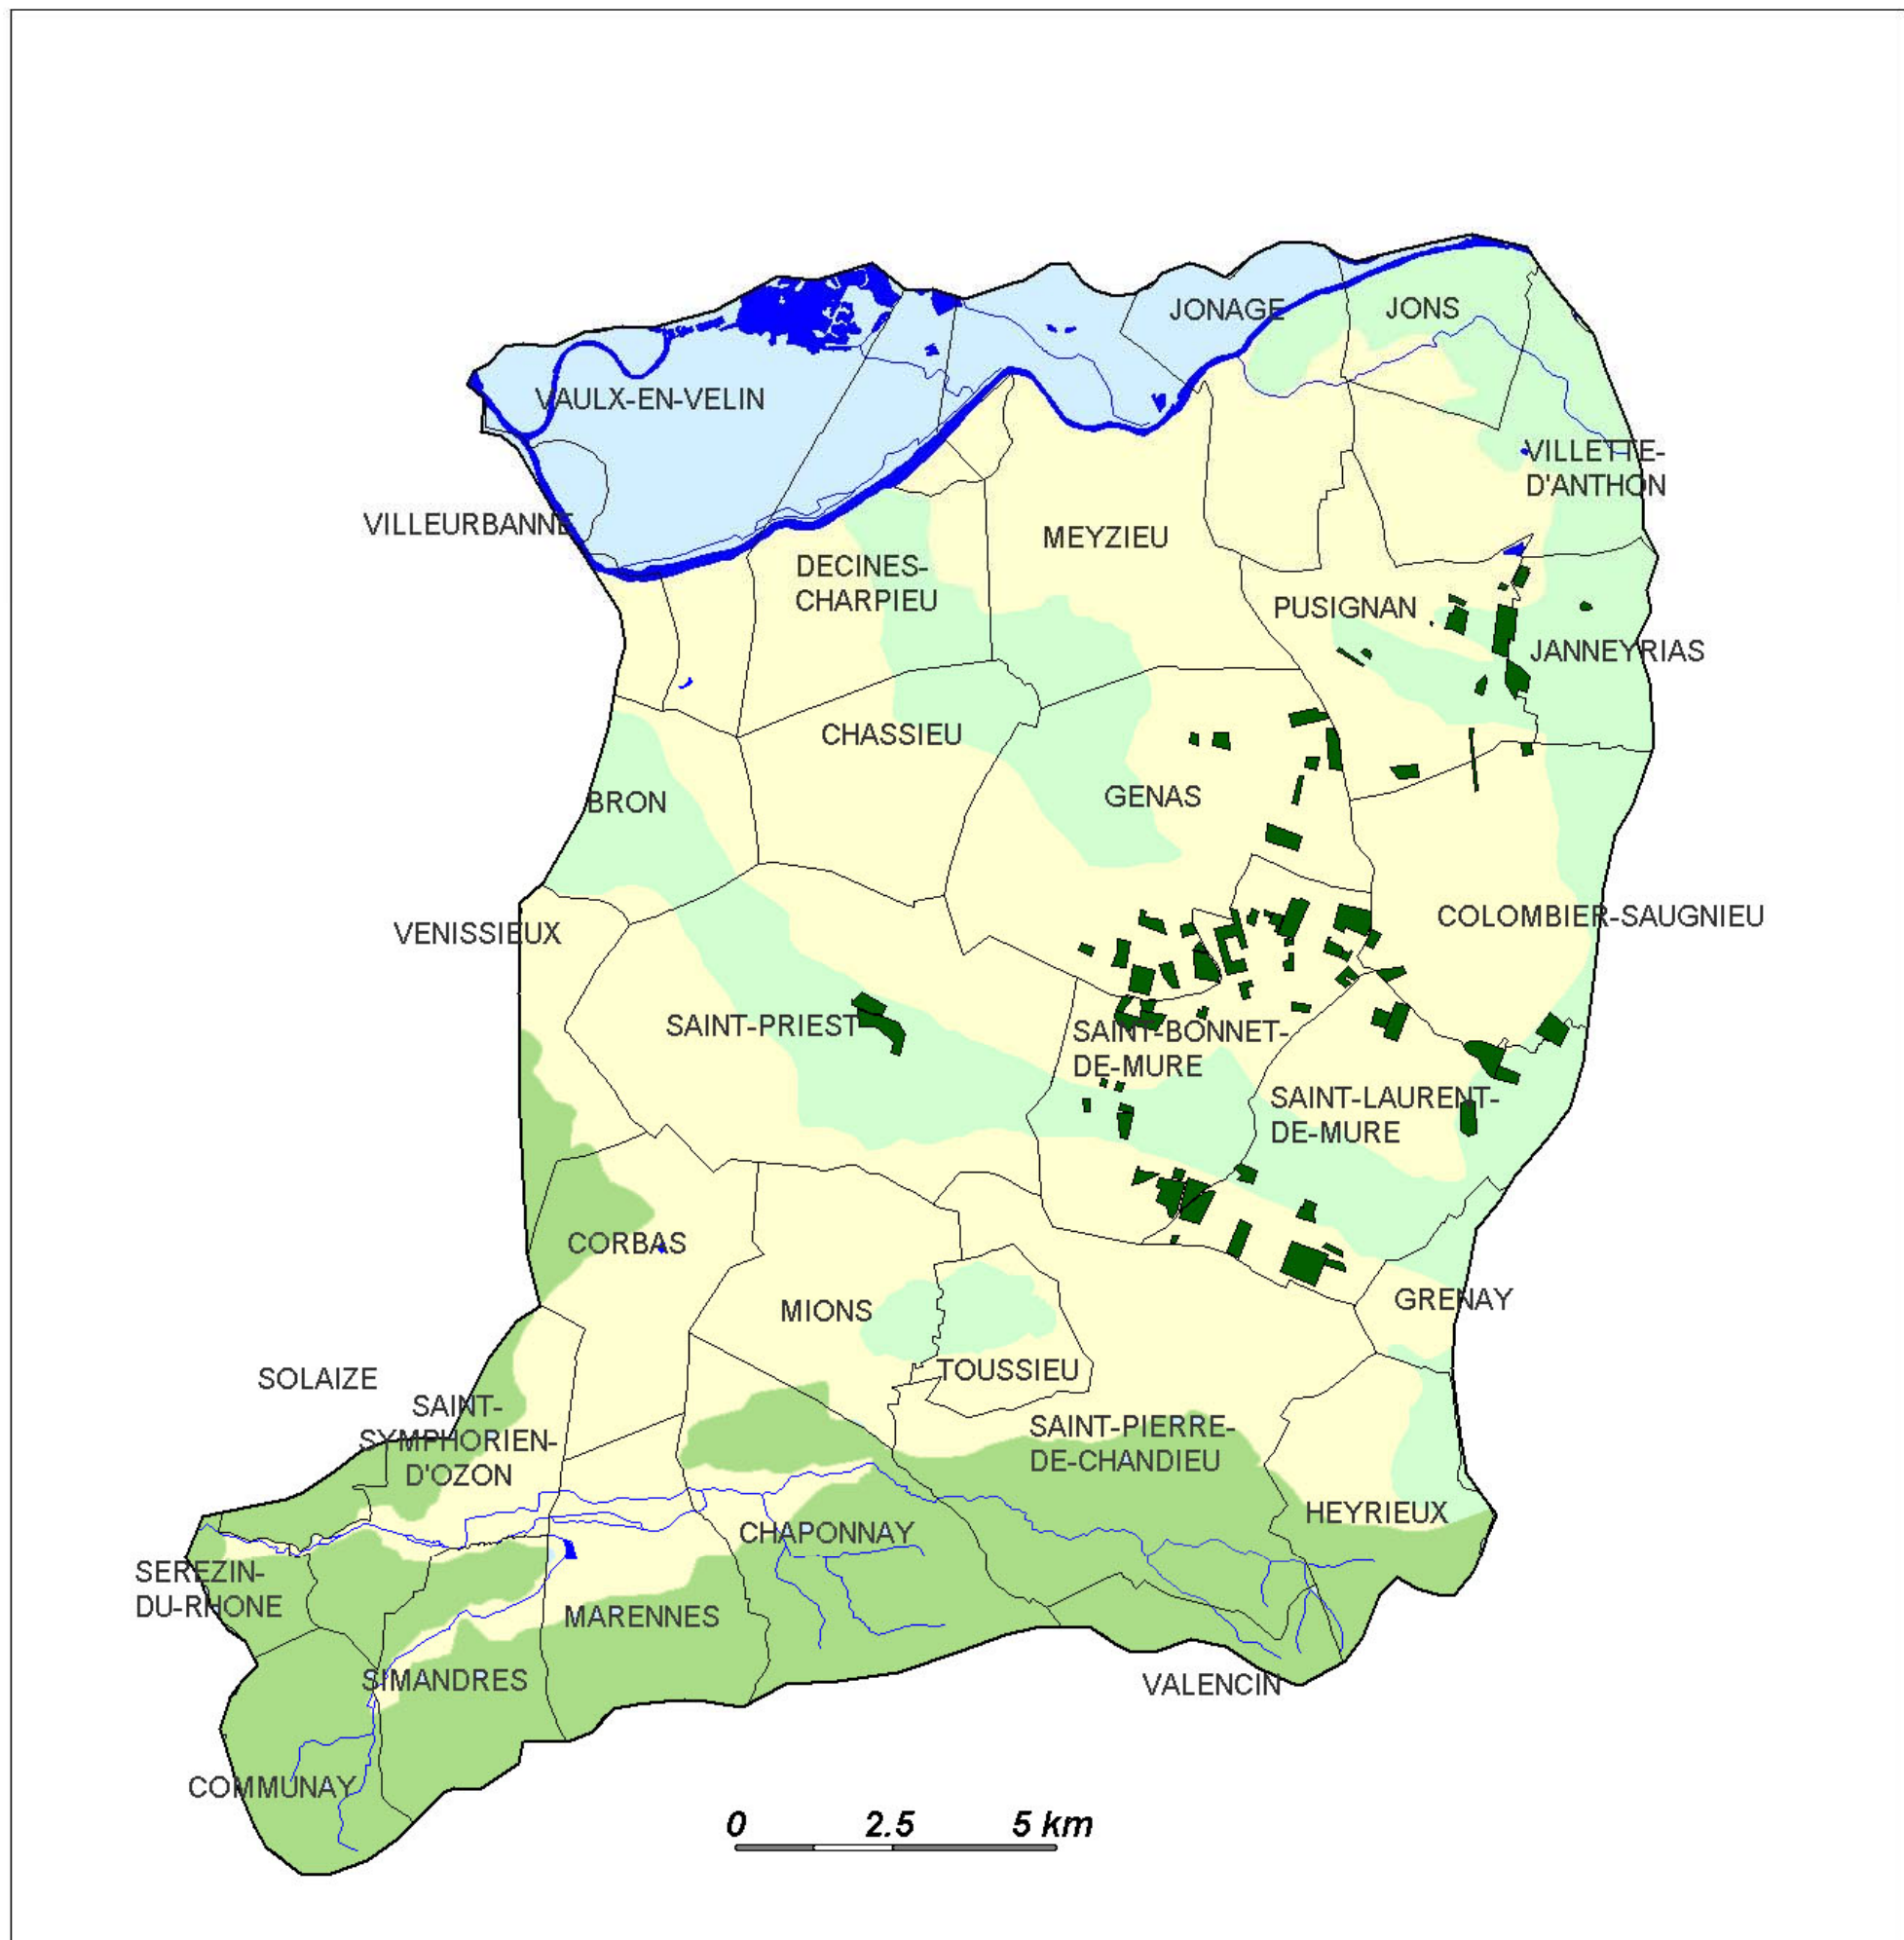 JONAGE
JONS
VAULX-EN-VELIN
VILLETTE-
D'ANTHON
VILLEURBANNE
MEYZIEU
DECINES-
CHARPIEU
PUSIGNAN
JANNEYRIAS
CHASSIEU
GENAS
BRON
COLOMBIER-SAUGNIEU
VENISSIEUX
SAINT-PRIEST
SAINT-BONNET-
DE-MURE
SAINT-LAURENT-
DE-MURE
CORBAS
MIONS
GRENAY
TOUSSIEU
SOLAIZE
SAINT-
SYMPHORIEN-
D'OZON
SAINT-PIERRE-
DE-CHANDIEU
HEYRIEUX
CHAPONNAY
SEREZIN-
DU-RHONE
MARENNES
SIMANDRES
VALENCIN
COMMUNAY
0 2.5 5 km